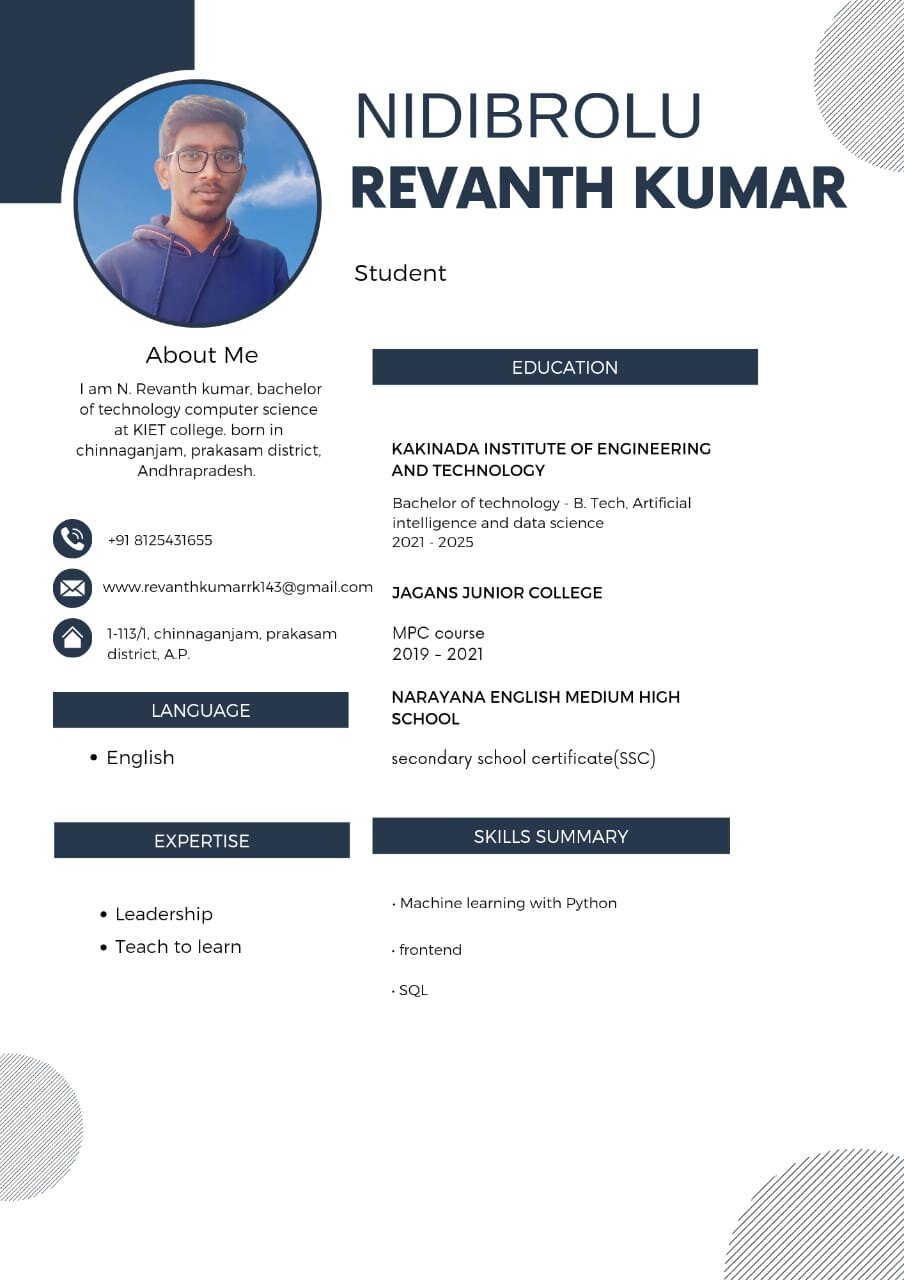 NIDIBROLU
REVANTH KUMAR
Student
About Me
I am N. Revanth kumar, bachelor
of technology computer science
at KIET college. born in
chinnaganjam, prakasam district,
Andhrapradesh.
+91 8125431655
www.revanthkumarrk143@gmail.com
1-113/1, chinnaganjam, prakasam
district, A.P.
LANGUAGE
• English
EXPERTISE
• Leadership
• Teach to learn
EDUCATION
KAKINADA INSTITUTE OF ENGINEERING
AND TECHNOLOGY
Bachelor of technology - B. Tech, Artificial
intelligence and data science
2021 - 2025
JAGANS JUNIOR COLLEGE
MPC course
2019 - 2021
NARAYANA ENGLISH MEDIUM HIGH
SCHOOL
secondary school certificate(SSC)
SKILLS SUMMARY
• Machine learning with Python
• frontend
• SQL